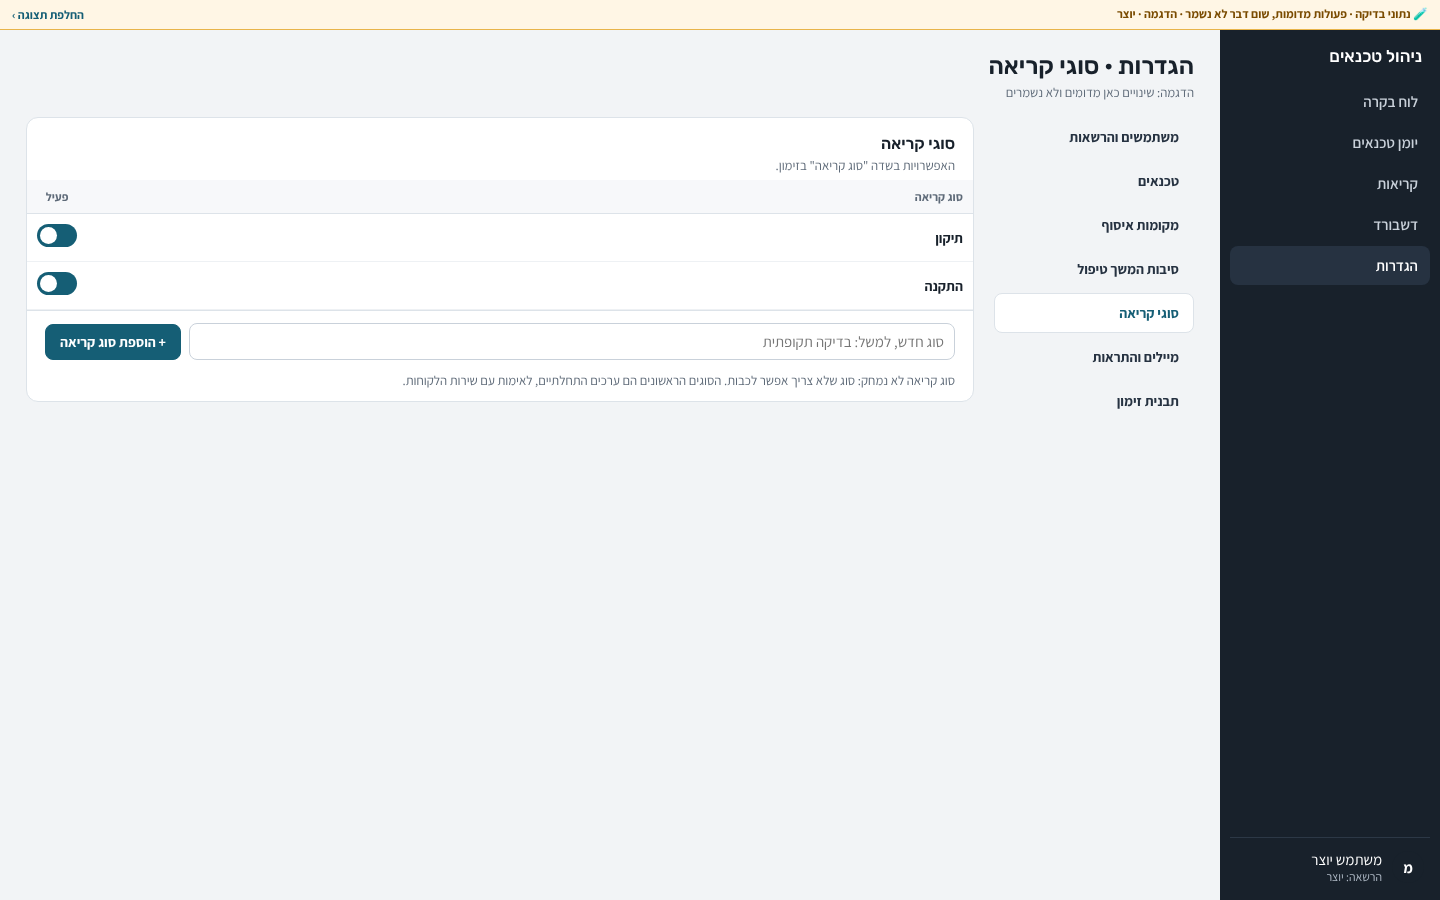 🧪 נתוני בדיקה · פעולות מדומות, שום דבר לא נשמר · הדגמה · יוצר
החלפת תצוגה ›
ניהול טכנאים
לוח בקרה
יומן טכנאים
קריאות
דשבורד
הגדרות
משתמש יוצר
הרשאה: יוצר
מ
הגדרות • סוגי קריאה
הדגמה: שינויים כאן מדומים ולא נשמרים
משתמשים והרשאות
טכנאים
מקומות איסוף
סיבות המשך טיפול
סוגי קריאה
מיילים והתראות
תבנית זימון
סוגי קריאה
האפשרויות בשדה "סוג קריאה" בזימון.
סוג קריאה פעיל
תיקון
התקנה
סוג חדש, למשל: בדיקה תקופתית
+ הוספת סוג קריאה
סוג קריאה לא נמחק: סוג שלא צריך אפשר לכבות. הסוגים הראשונים הם ערכים התחלתיים, לאימות עם שירות הלקוחות.